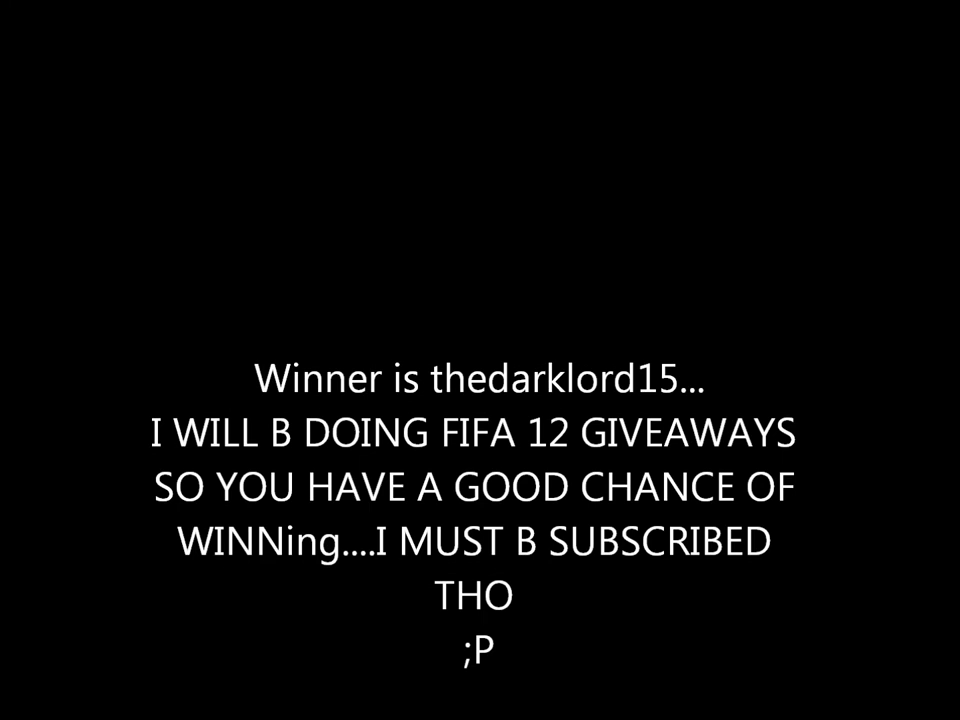 Winner is thedarklord15...
I WILL B DOING FIFA 12 GIVEAWAYS
SO YOU HAVE A GOOD CHANCE OF
WINNing....I MUST B SUBSCRIBED
THO
;P